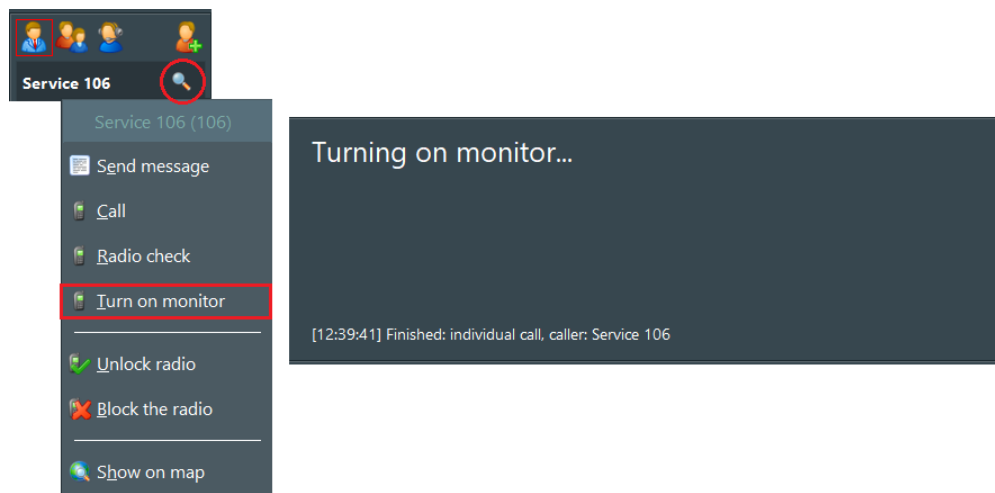 Service 106
Service 106 (106)
Send message
Call
Radio check
Turn on monitor
Unlock radio
Block the radio
Show on map
Turning on monitor...
[12:39:41] Finished: individual call, caller: Service 106